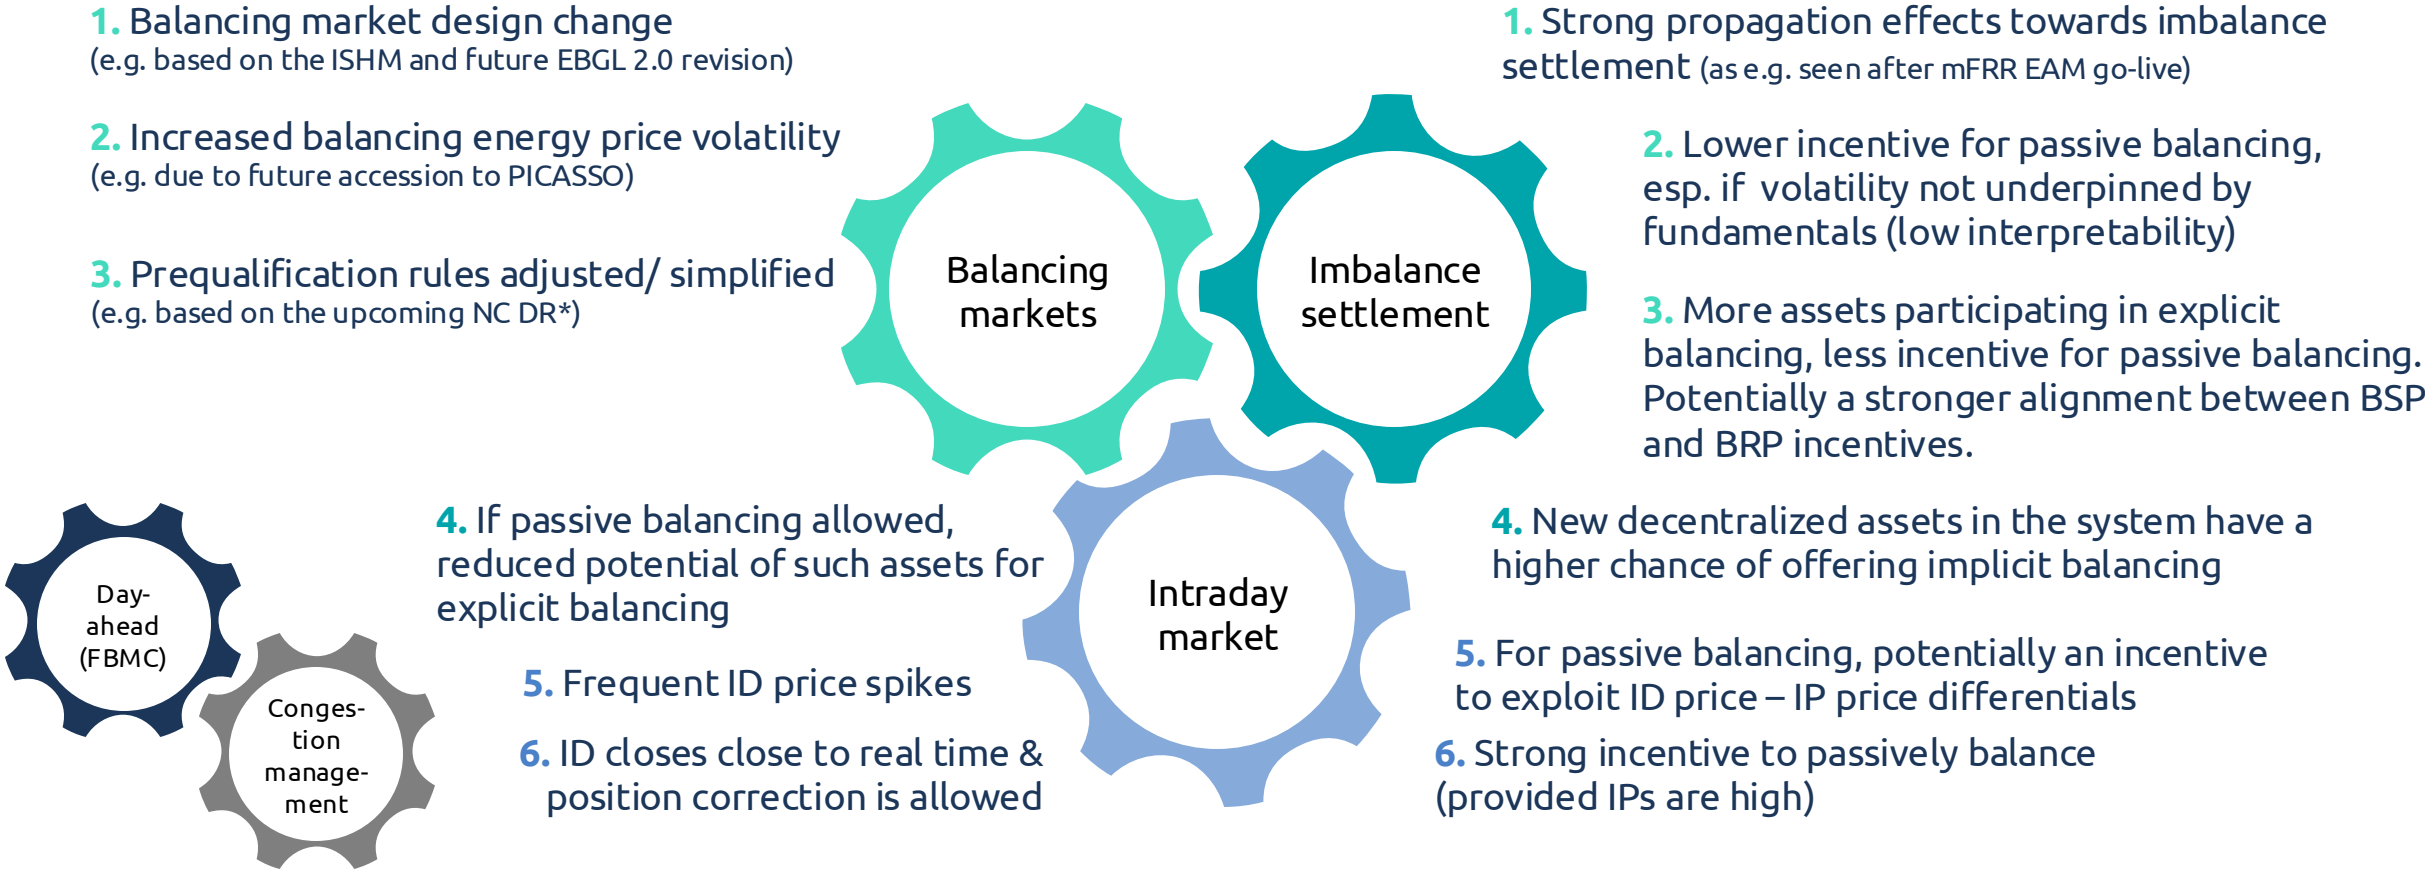 1. Balancing market design change
(e.g. based on the ISHM and future EBGL 2.0 revision)
2. Increased balancing energy price volatility
(e.g. due to future accession to PICASSO)
3. Prequalification rules adjusted/ simplified
(e.g. based on the upcoming NC DR*)
Balancing
markets
Imbalance
settlement
1. Strong propagation effects towards imbalance
settlement (as e.g. seen after mFRR EAM go-live)
2. Lower incentive for passive balancing,
esp. if volatility not underpinned by
fundamentals (low interpretability)
3. More assets participating in explicit
balancing, less incentive for passive balancing.
Potentially a stronger alignment between BSP
and BRP incentives.
Day-
ahead
(FBMC)
Conges-
tion
manage-
ment
4. If passive balancing allowed,
reduced potential of such assets for
explicit balancing
5. Frequent ID price spikes
6. ID closes close to real time &
position correction is allowed
Intraday
market
4. New decentralized assets in the system have a
higher chance of offering implicit balancing
5. For passive balancing, potentially an incentive
to exploit ID price – IP price differentials
6. Strong incentive to passively balance
(provided IPs are high)